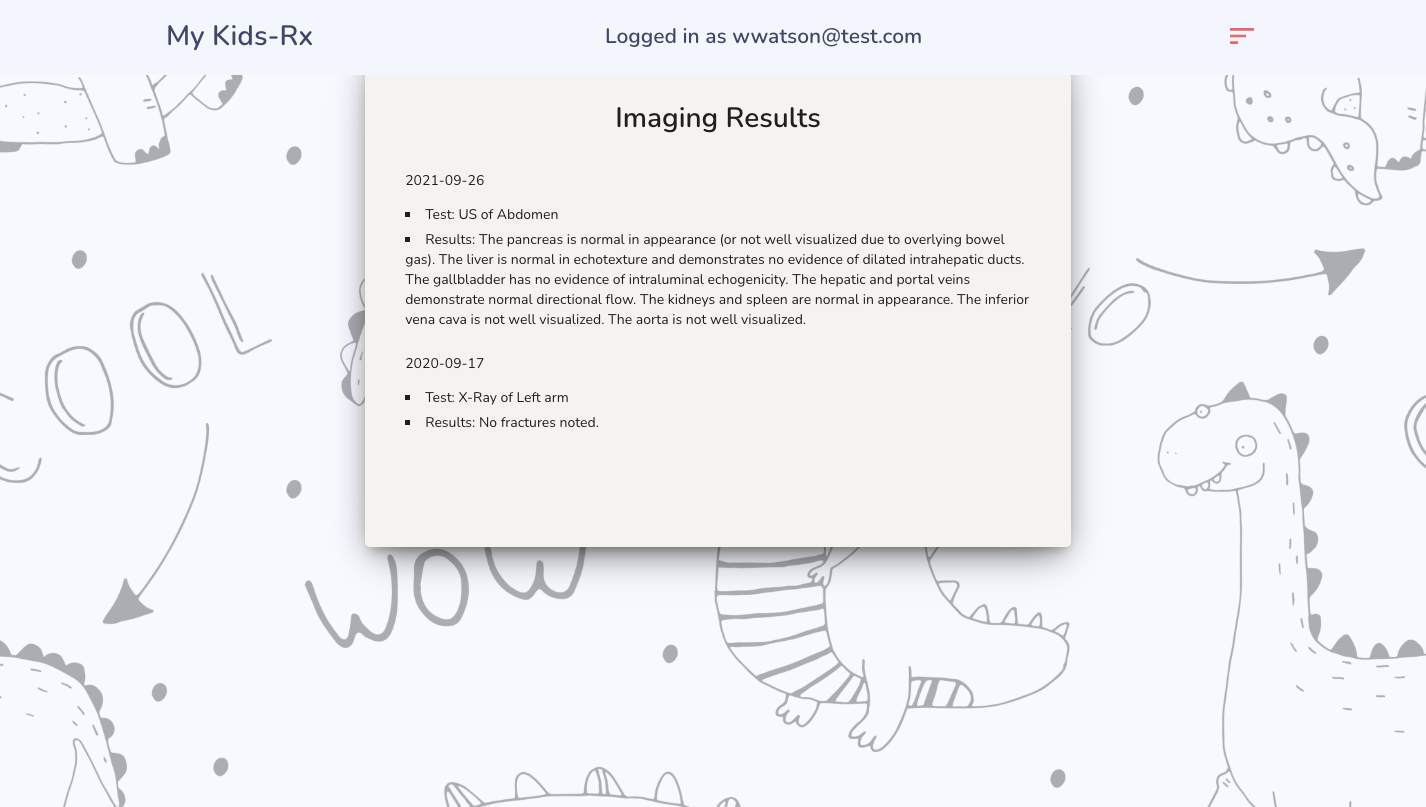 My Kids-Rx
Logged in as wwatson@test.com
Imaging Results
2021-09-26
Test: US of Abdomen
Results: The pancreas is normal in appearance (or not well visualized due to overlying bowel
gas). The liver is normal in echotexture and demonstrates no evidence of dilated intrahepatic ducts.
The gallbladder has no evidence of intraluminal echogenicity. The hepatic and portal veins
demonstrate normal directional flow. The kidneys and spleen are normal in appearance. The inferior
vena cava is not well visualized. The aorta is not well visualized.
2020-09-17
Test: X-Ray of Left arm
Results: No fractures noted.
OOL
WOW